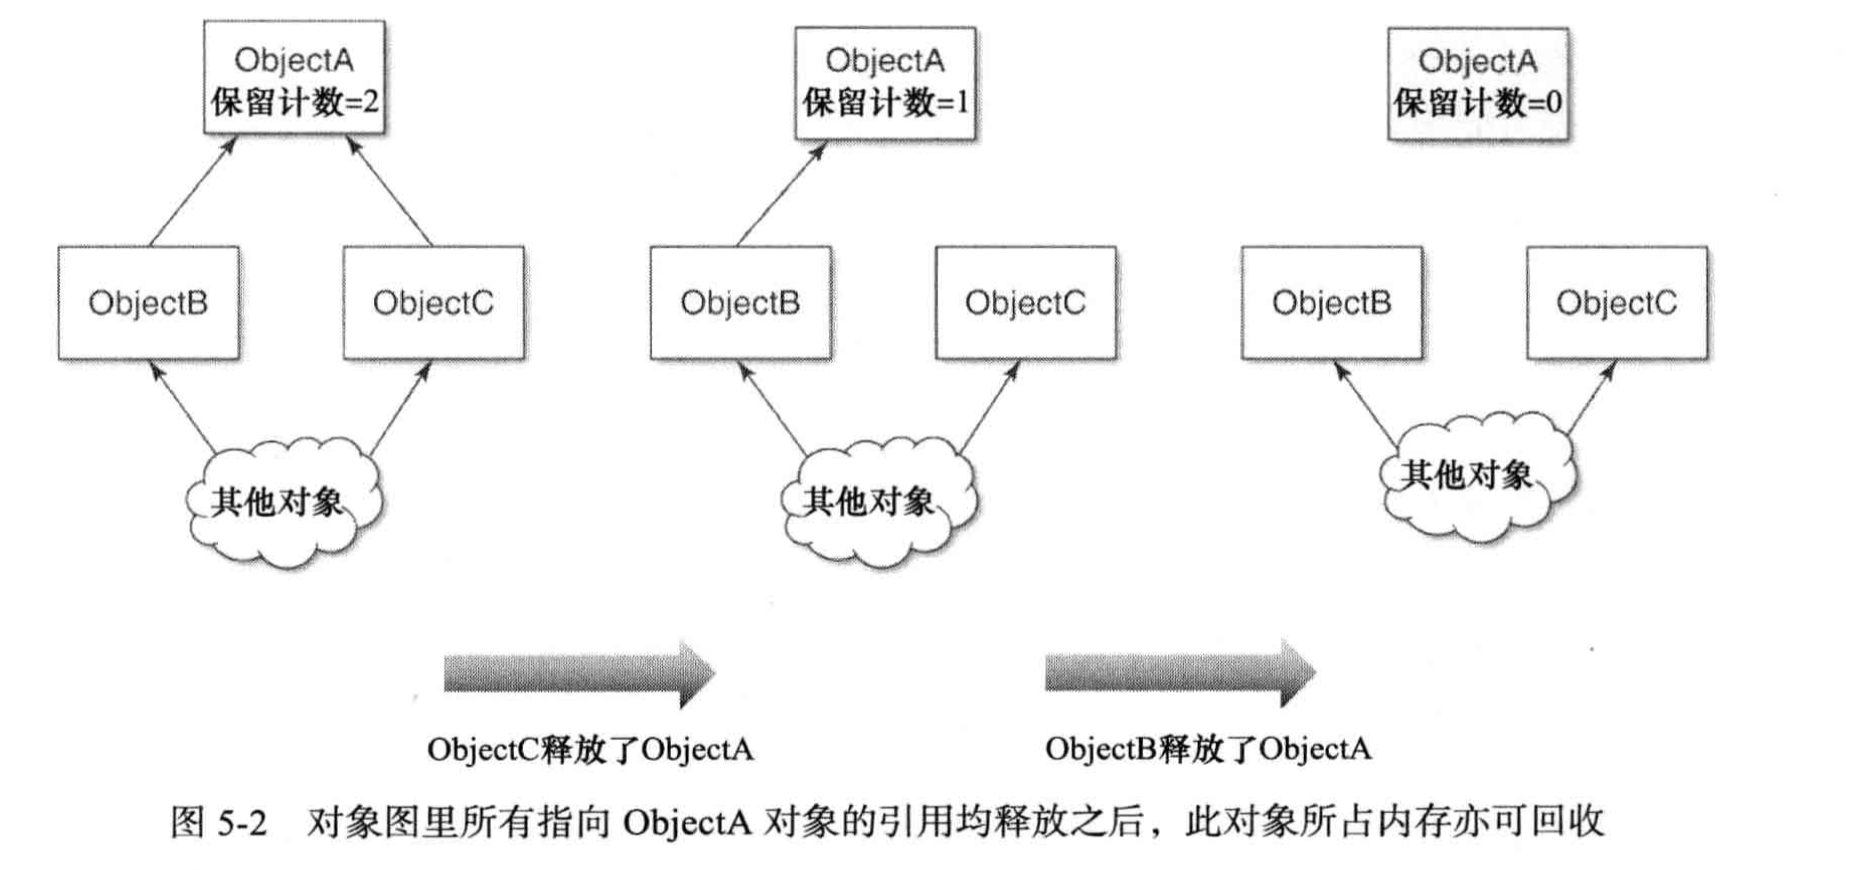 ObjectA
保留计数=2
ObjectA
保留计数=1
ObjectA
保留计数=0
ObjectB
ObjectC
ObjectB
ObjectC
ObjectB
ObjectC
其他对象
其他对象
其他对象
ObjectC释放了ObjectA
ObjectB释放了ObjectA
图 5-2 对象图里所有指向 ObjectA 对象的引用均释放之后，此对象所占内存亦可回收